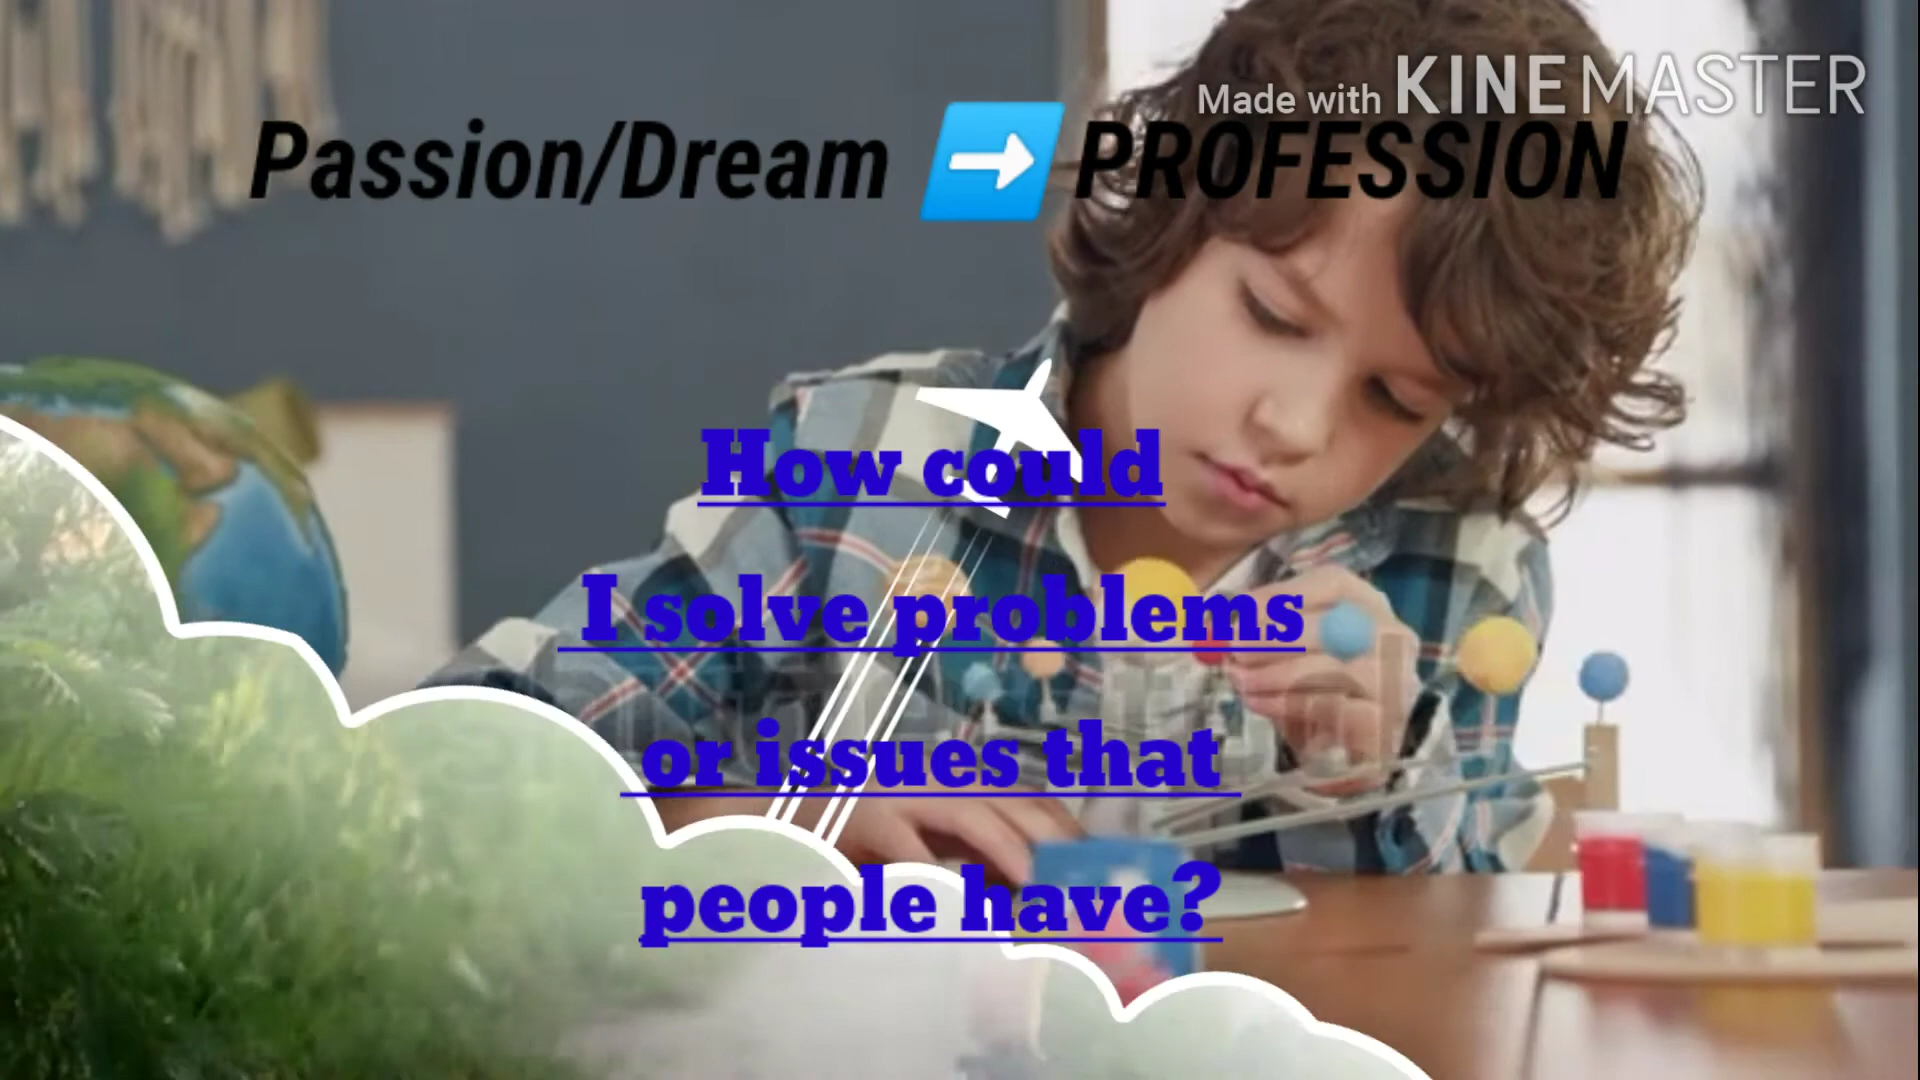 Made with KINEMASTER
Passion/Dream ➡ PROFESSION
How could
I solve problems
or issues that
people have?